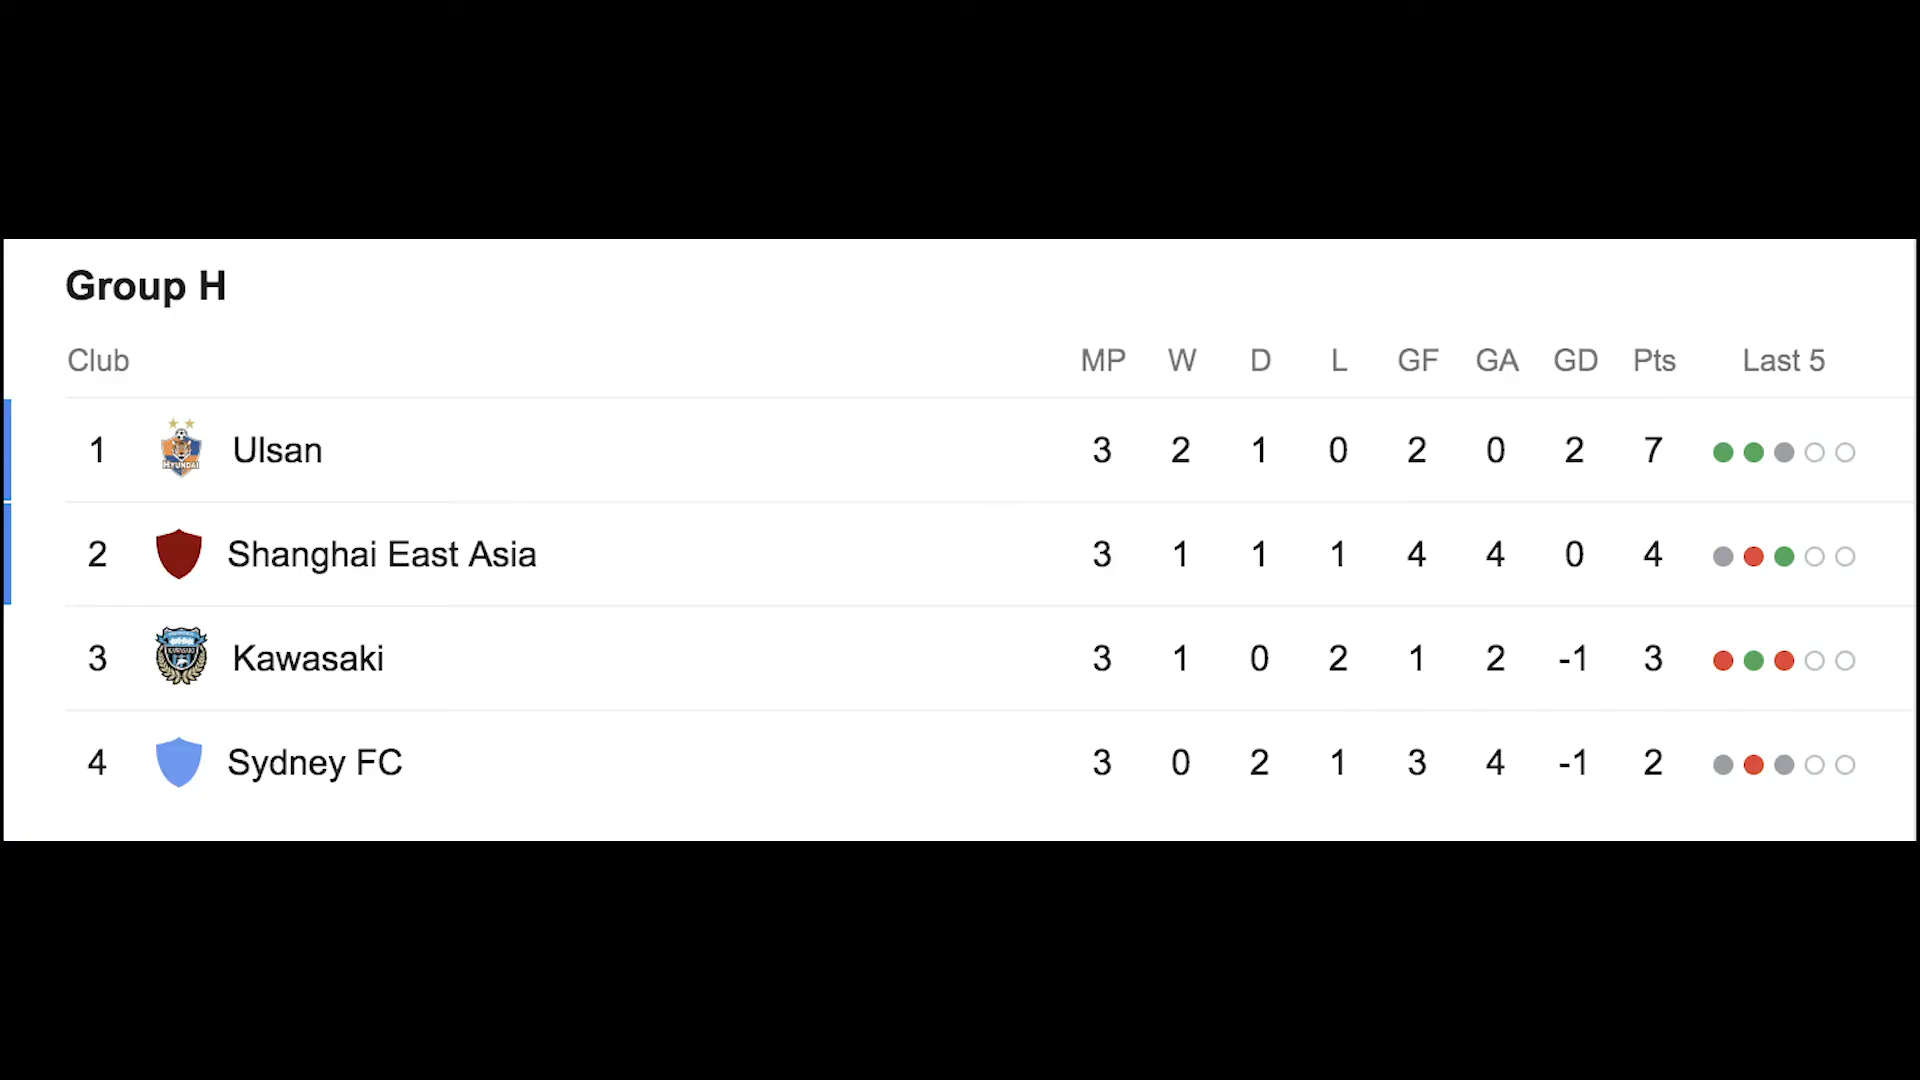 Group H
Club MP W D L GF GA GD Pts Last 5
1 HYUNDAI Ulsan 3 2 1 0 2 0 2 7
2 Shanghai East Asia 3 1 1 1 4 4 0 4
3 KAWASAKI Kawasaki 3 1 0 2 1 2 -1 3
4 Sydney FC 3 0 2 1 3 4 -1 2